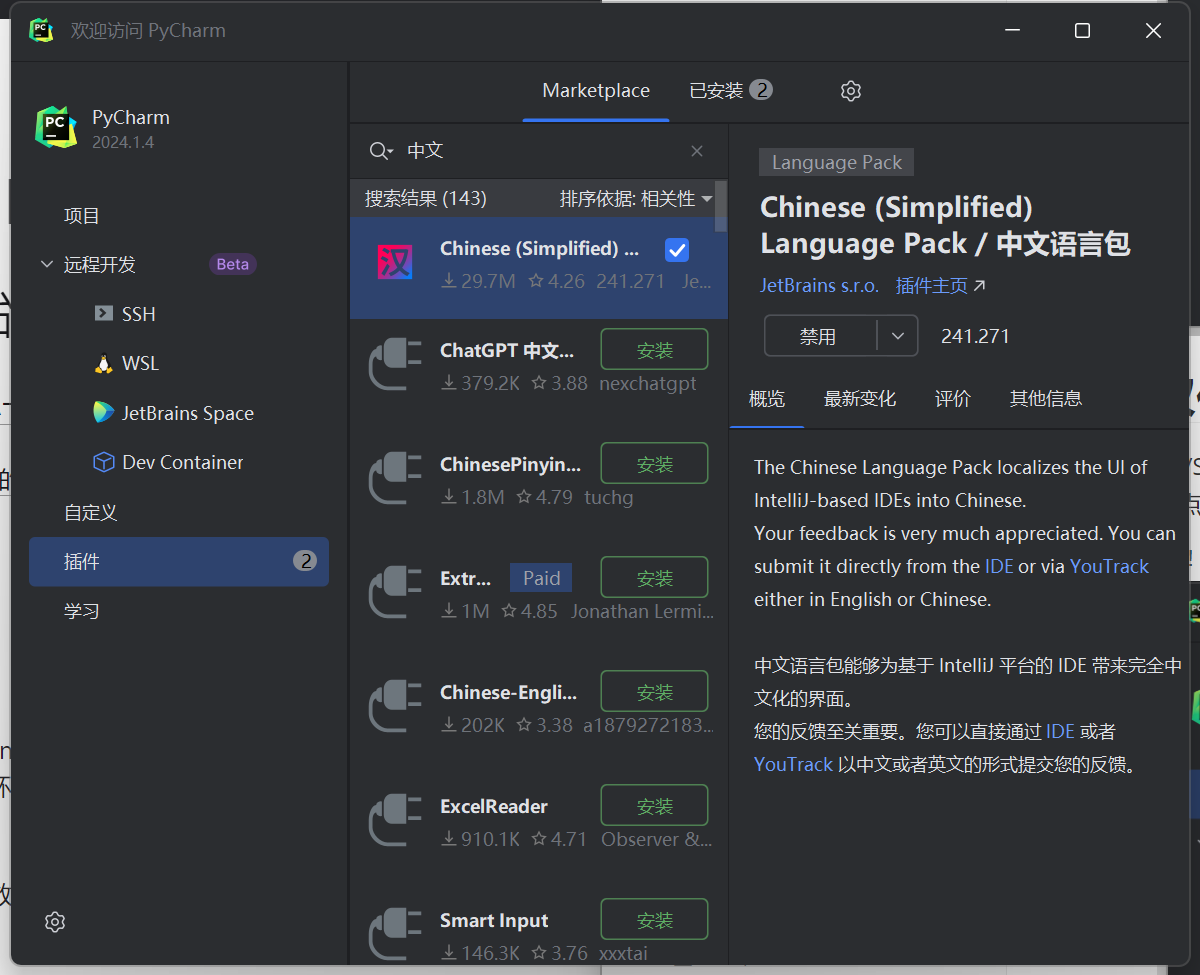 欢迎访问 PyCharm
PyCharm
2024.1.4
项目
远程开发 Beta
SSH
WSL
JetBrains Space
Dev Container
自定义
插件 2
学习
Marketplace 已安装 2
中文
搜索结果 (143) 排序依据: 相关性
汉
Chinese (Simplified) ...
29.7M 4.26 241.271 Je...
ChatGPT 中文... 安装
379.2K 3.88 nexchatgpt
ChinesePinyin... 安装
1.8M 4.79 tuchg
Extr... Paid 安装
1M 4.85 Jonathan Lermi...
Chinese-Engli... 安装
202K 3.38 a1879272183...
ExcelReader 安装
910.1K 4.71 Observer &...
Smart Input 安装
146.3K 3.76 xxxtai
Language Pack
Chinese (Simplified)
Language Pack / 中文语言包
JetBrains s.r.o. 插件主页
禁用 241.271
概览 最新变化 评价 其他信息
The Chinese Language Pack localizes the UI of
IntelliJ-based IDEs into Chinese.
Your feedback is very much appreciated. You can
submit it directly from the IDE or via YouTrack
either in English or Chinese.
中文语言包能够为基于 IntelliJ 平台的 IDE 带来完全中
文化的界面。
您的反馈至关重要。您可以直接通过 IDE 或者
YouTrack 以中文或者英文的形式提交您的反馈。